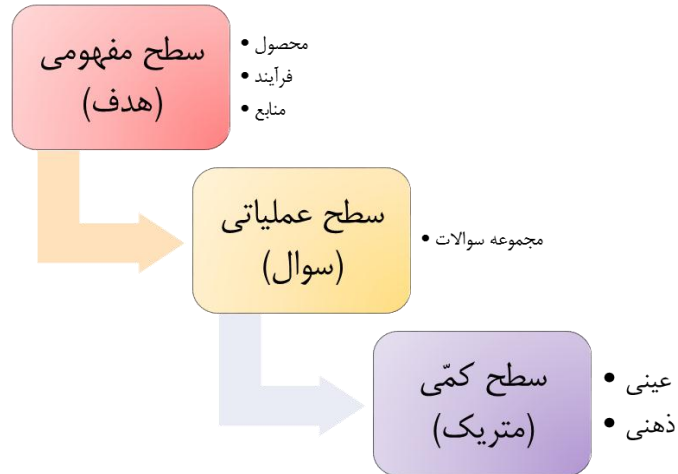 سطح مفهومی
(هدف)
• محصول
• فرآیند
• منابع
سطح عملیاتی
(سوال)
• مجموعه سوالات
سطح کمّی
(متریک)
• عینی
• ذهنی